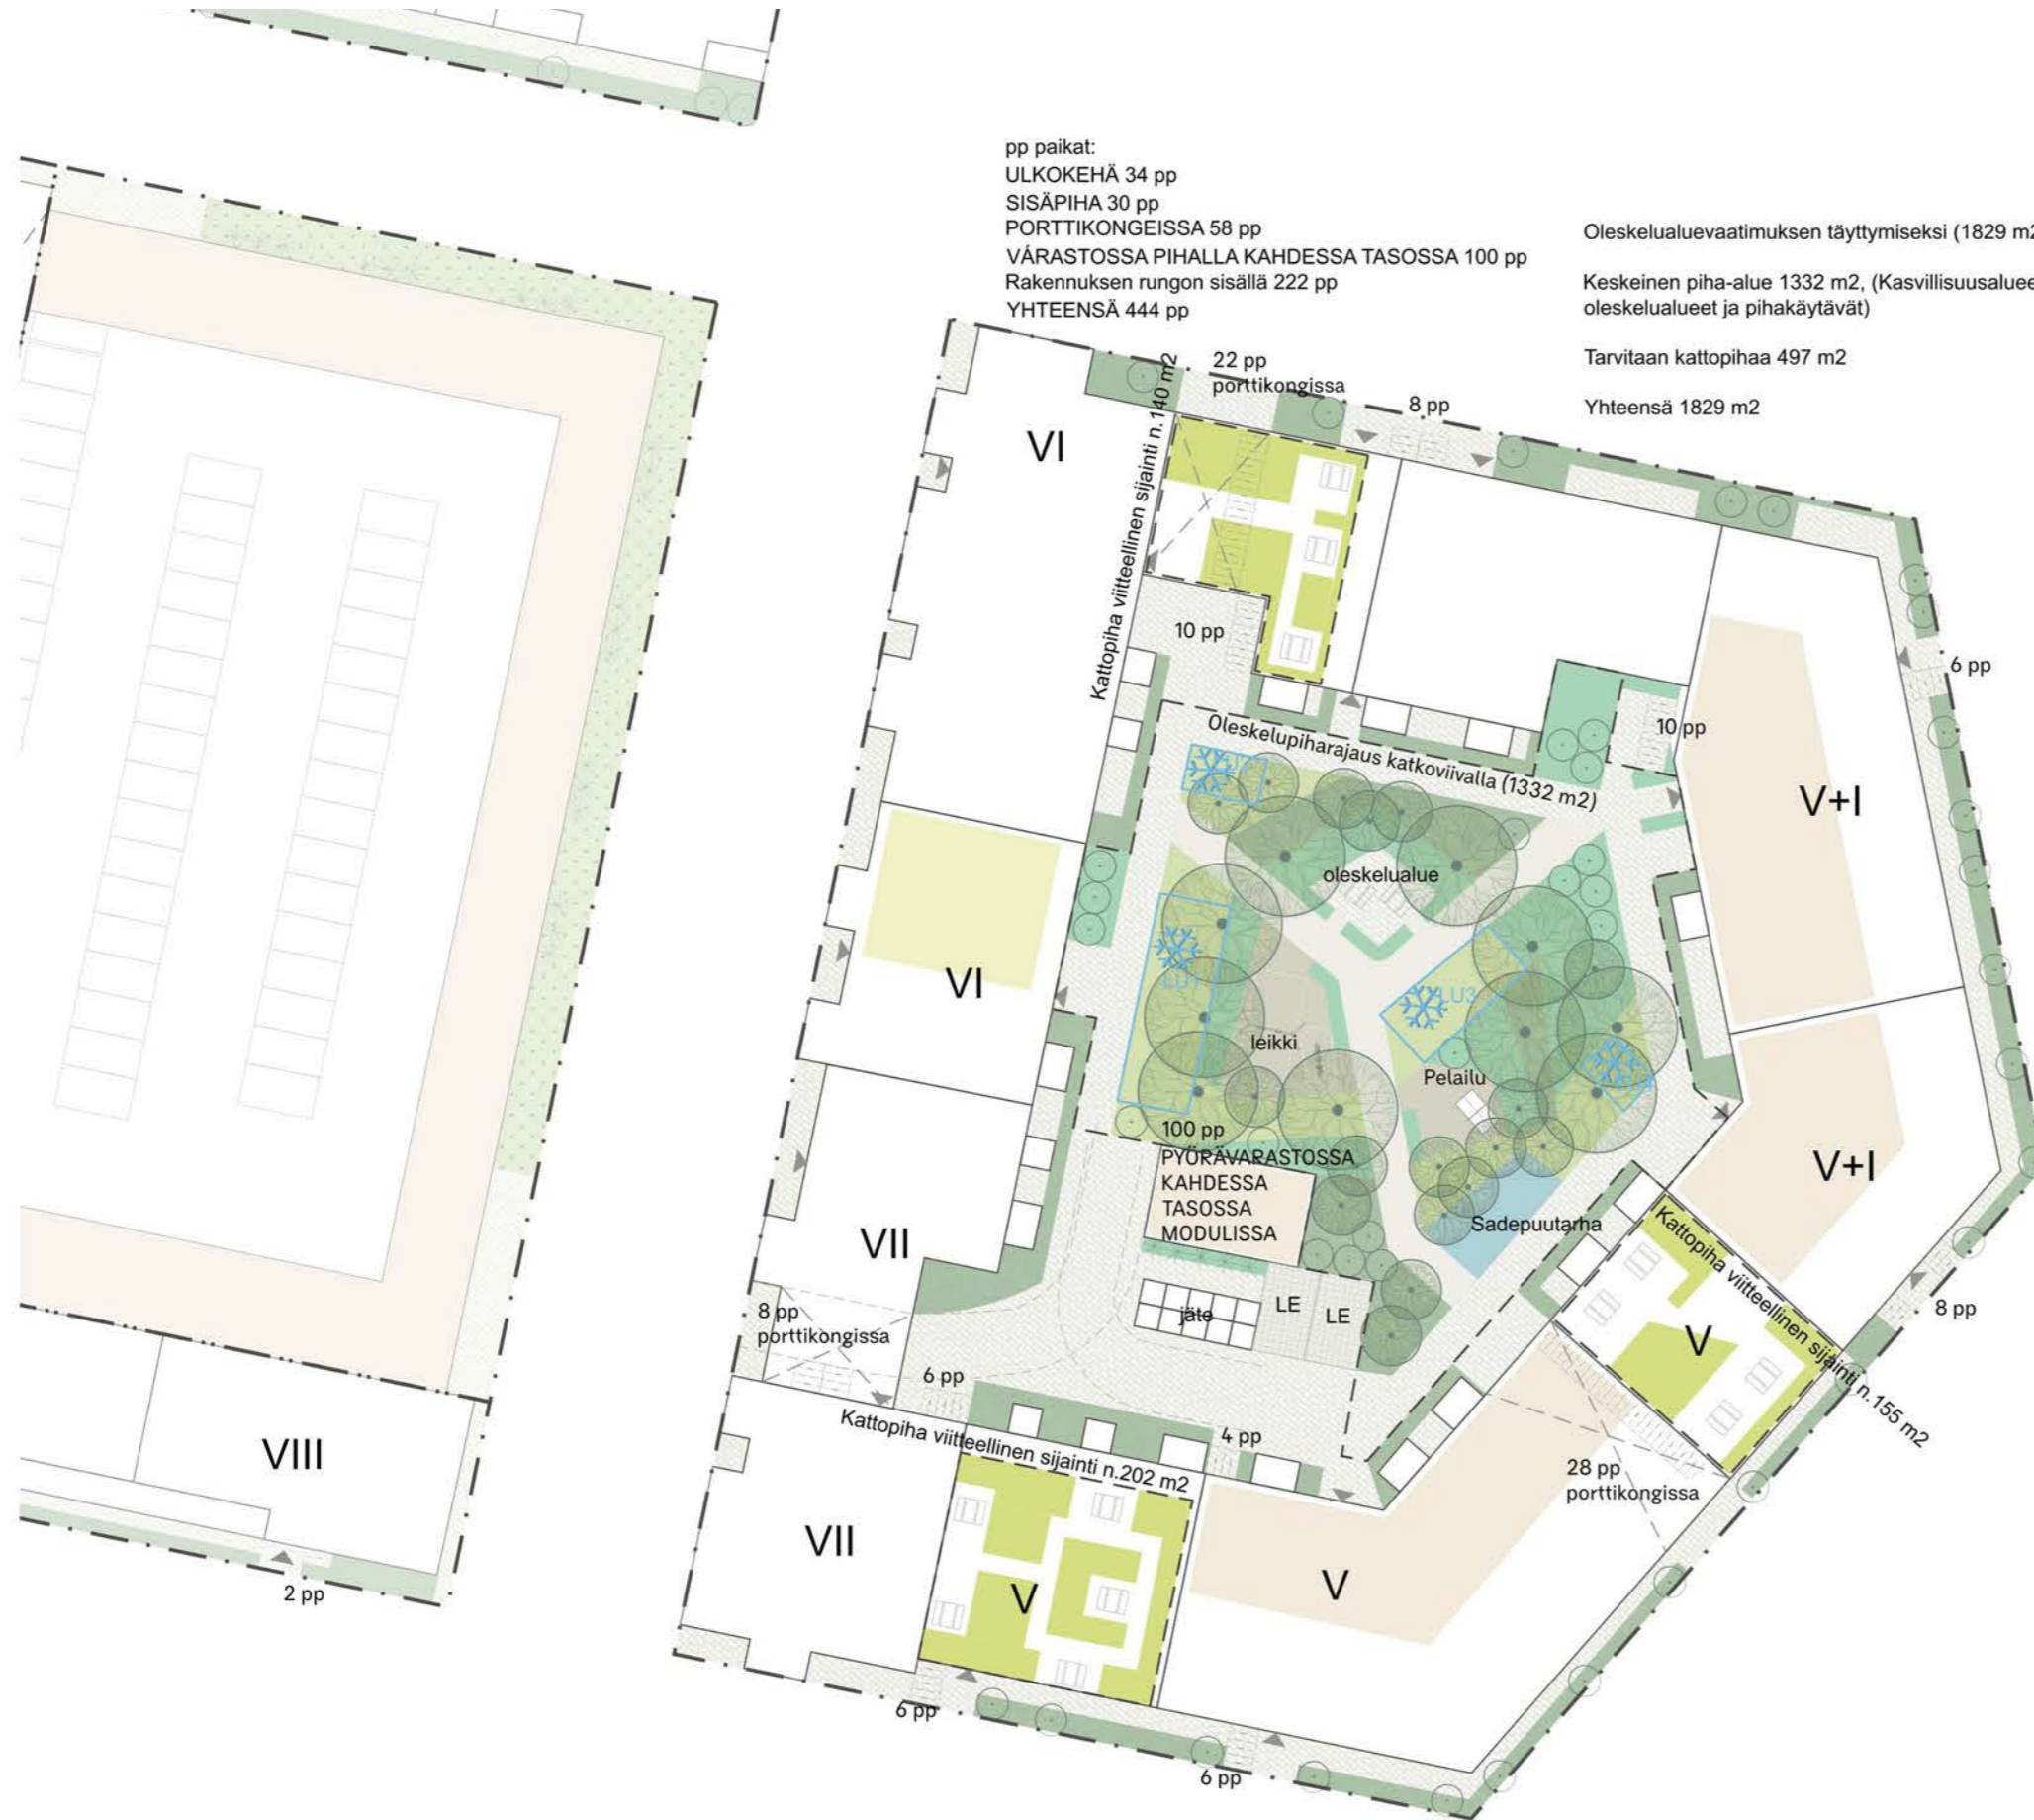 pp paikat:
ULKOKEHÄ 34 pp
SISÄPIHA 30 pp
PORTTIKONGEISSA 58 pp
VÁRASTOSSA PIHALLA KAHDESSA TASOSSA 100 pp
Rakennuksen rungon sisällä 222 pp
YHTEENSÄ 444 pp
Oleskelualuevaatimuksen täyttymiseksi (1829 m2
Keskeinen piha-alue 1332 m2, (Kasvillisuusaluee
oleskelualueet ja pihakäytävät)
Tarvitaan kattopihaa 497 m2
Yhteensä 1829 m2
22 pp
porttikongissa
8 pp
VI
Kattopiha viitteellinen sijainti n.140 m2
10 pp
6 pp
10 pp
Oleskelupiharajaus katkoviivalla (1332 m2)
V+I
oleskelualue
VI
LU1
LU3
leikki
Pelailu
100 pp
PYÖRÄVARASTOSSA
KAHDESSA
TASOSSA
MODULISSA
V+I
Sadepuutarha
VII
Kattopiha viitteellinen sijainti n.155 m2
V
8 pp
jäte
LE
LE
8 pp
porttikongissa
6 pp
Kattopiha viitteellinen sijainti n.202 m2
4 pp
28 pp
porttikongissa
VIII
VII
V
V
2 pp
6 pp
6 pp